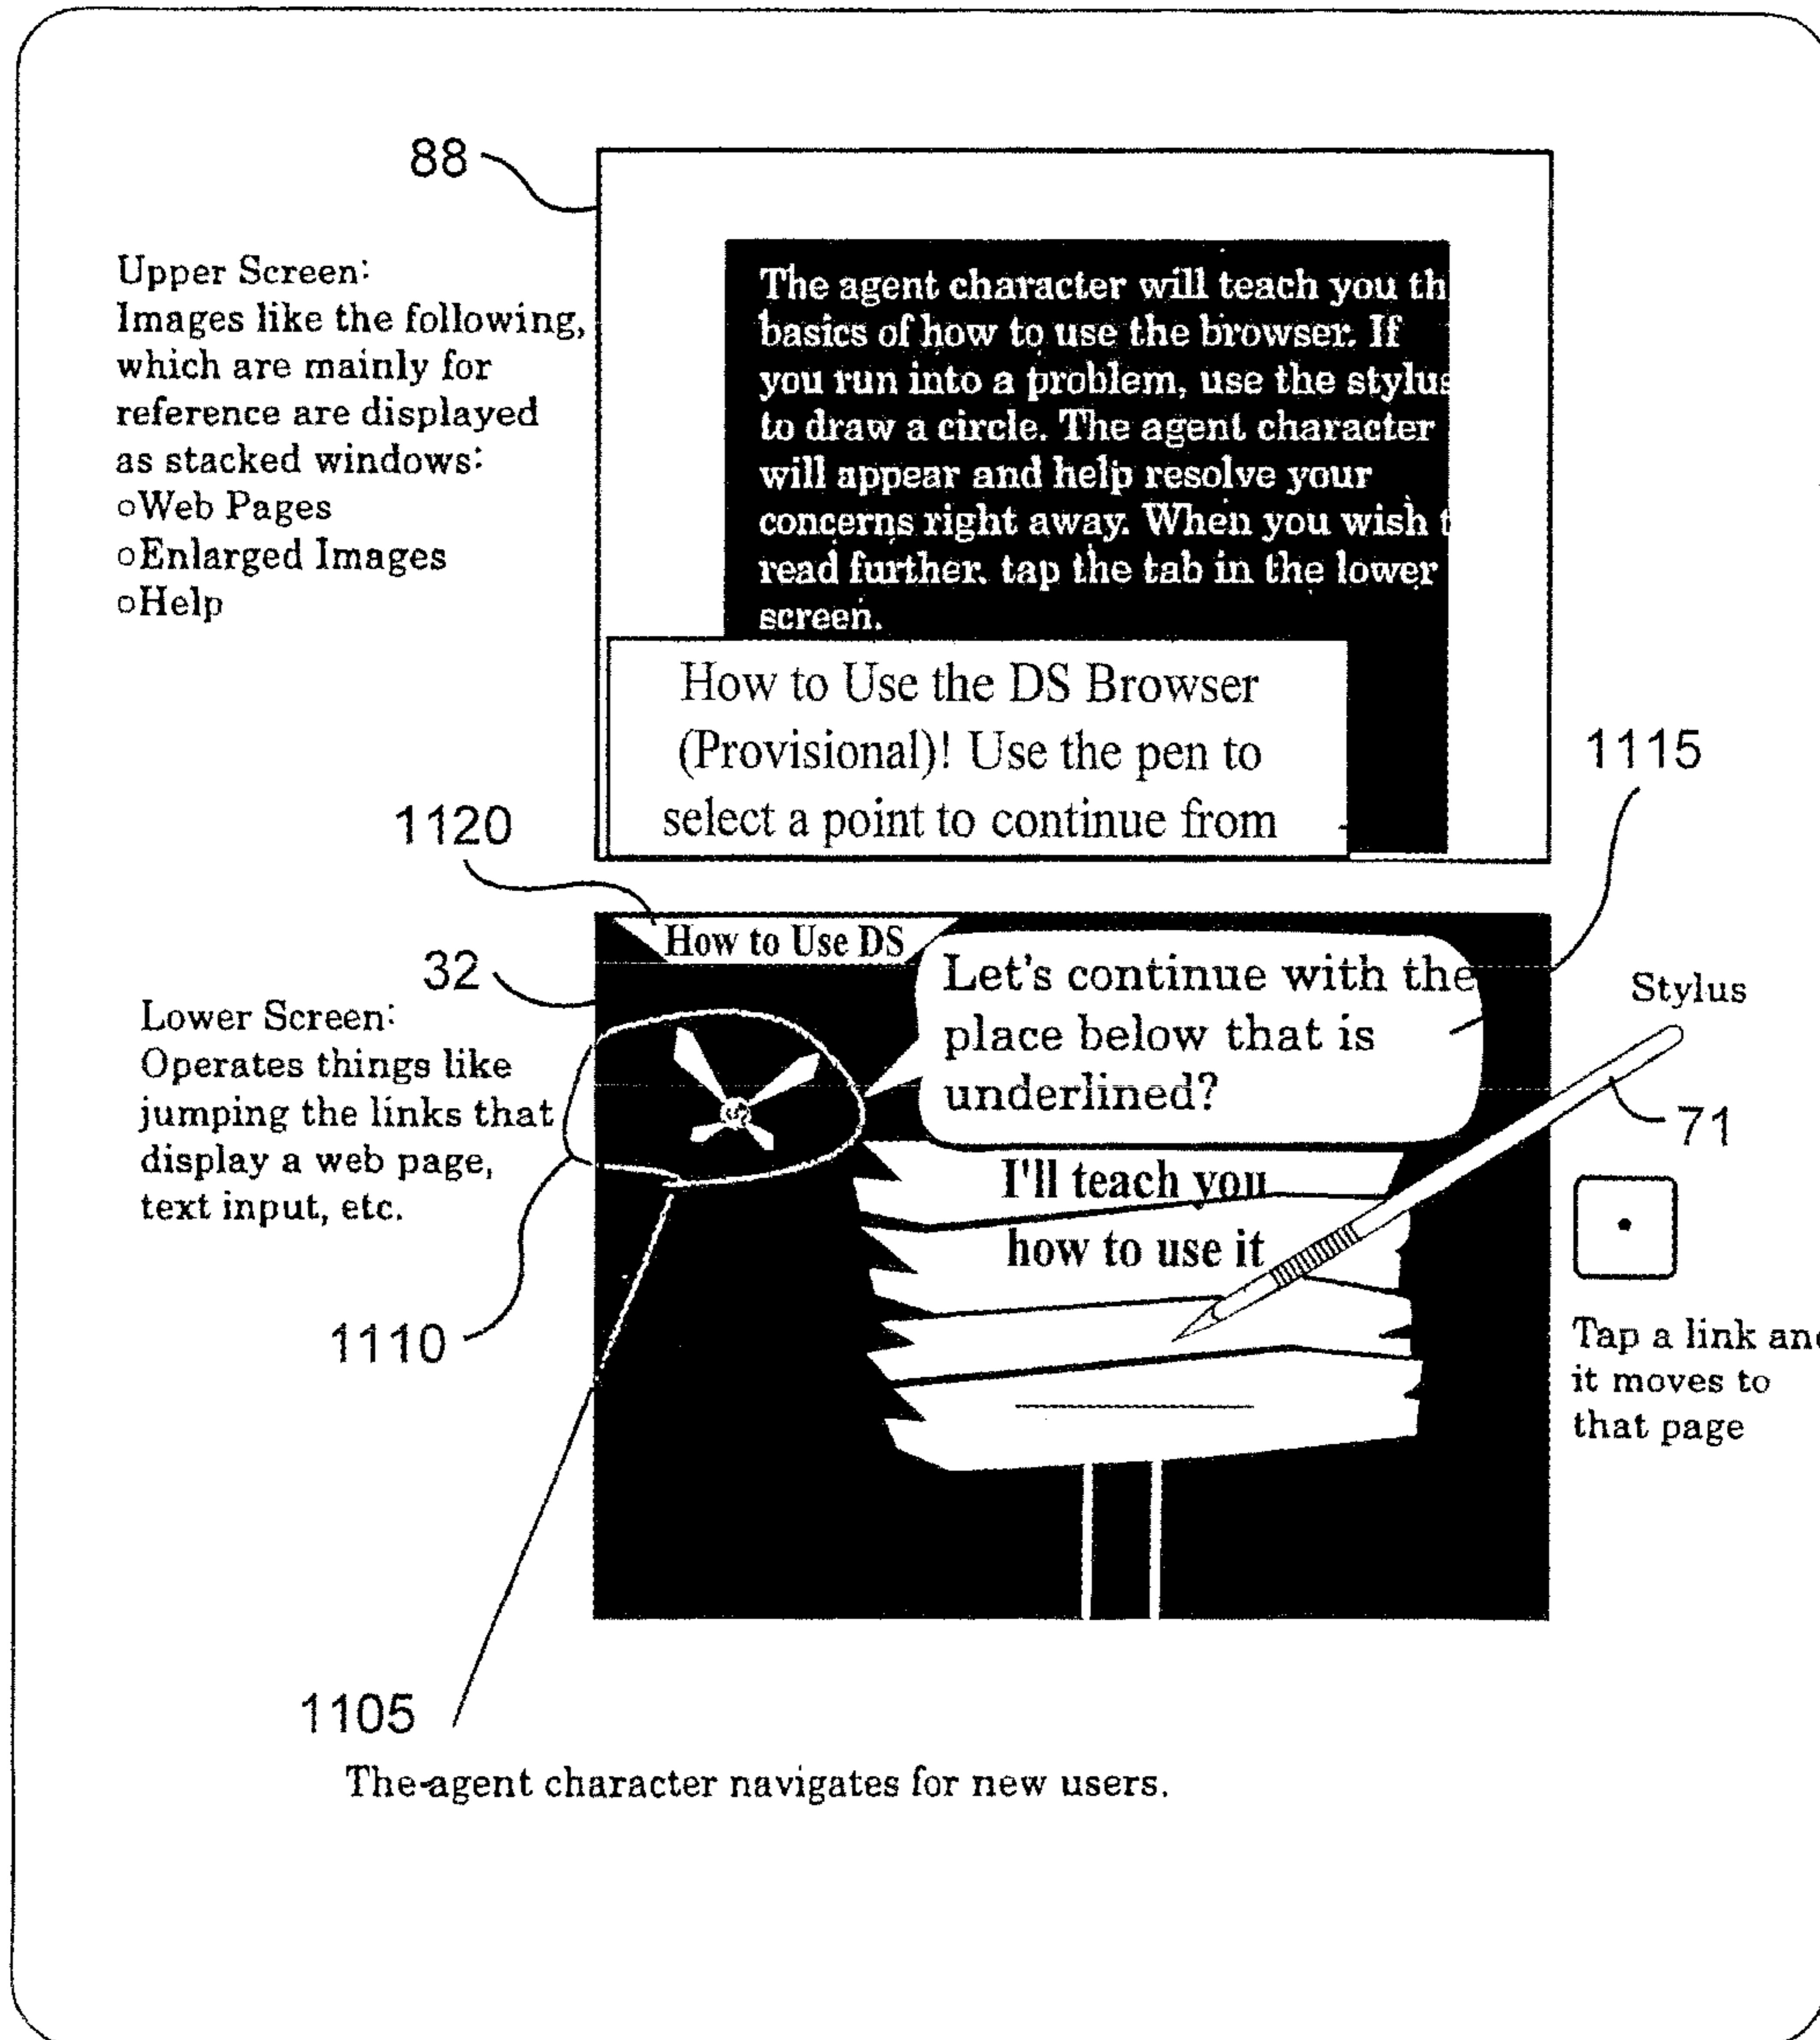 88
Upper Screen:
Images like the following,
which are mainly for
reference are displayed
as stacked windows:
oWeb Pages
oEnlarged Images
oHelp
The agent character will teach you th
basics of how to use the browser. If
you run into a problem, use the stylus
to draw a circle. The agent character
will appear and help resolve your
concerns right away. When you wish t
read further. tap the tab in the lower
screen.
How to Use the DS Browser
(Provisional)! Use the pen to
select a point to continue from
1115
1120
32
How to Use DS
Let's continue with the
place below that is
underlined?
Stylus
71
Lower Screen:
Operates things like
jumping the links that
display a web page,
text input, etc.
I'll teach you
how to use it
1110
Tap a link and
it moves to
that page
1105
The agent character navigates for new users.